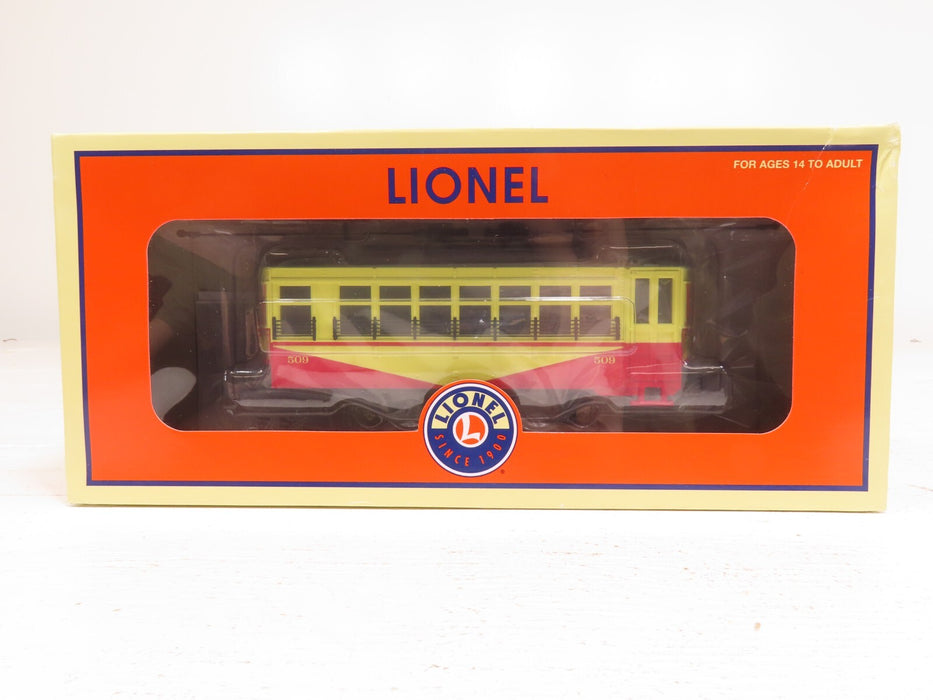 FOR AGES 14 TO ADULT
LIONEL
509 509
LIONEL
L
SINCE 1900
®